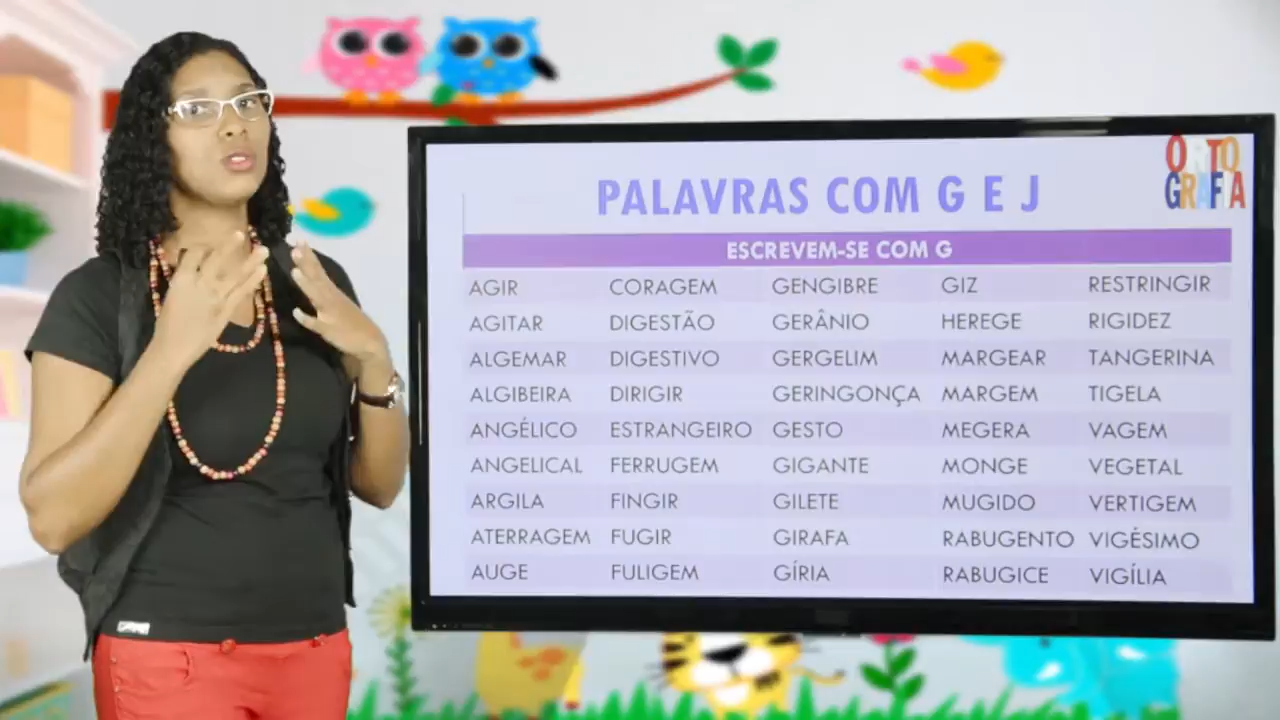 ORTO
GRAFIA
PALAVRAS COM G E J
ESCREVEM-SE COM G
AGIR CORAGEM GENGIBRE GIZ RESTRINGIR
AGITAR DIGESTÃO GERÂNIO HEREGE RIGIDEZ
ALGEMAR DIGESTIVO GERGELIM MARGEAR TANGERINA
ALGIBEIRA DIRIGIR GERINGONÇA MARGEM TIGELA
ANGÉLICO ESTRANGEIRO GESTO MEGERA VAGEM
ANGELICAL FERRUGEM GIGANTE MONGE VEGETAL
ARGILA FINGIR GILETE MUGIDO VERTIGEM
ATERRAGEM FUGIR GIRAFA RABUGENTO VIGÉSIMO
AUGE FULIGEM GÍRIA RABUGICE VIGÍLIA